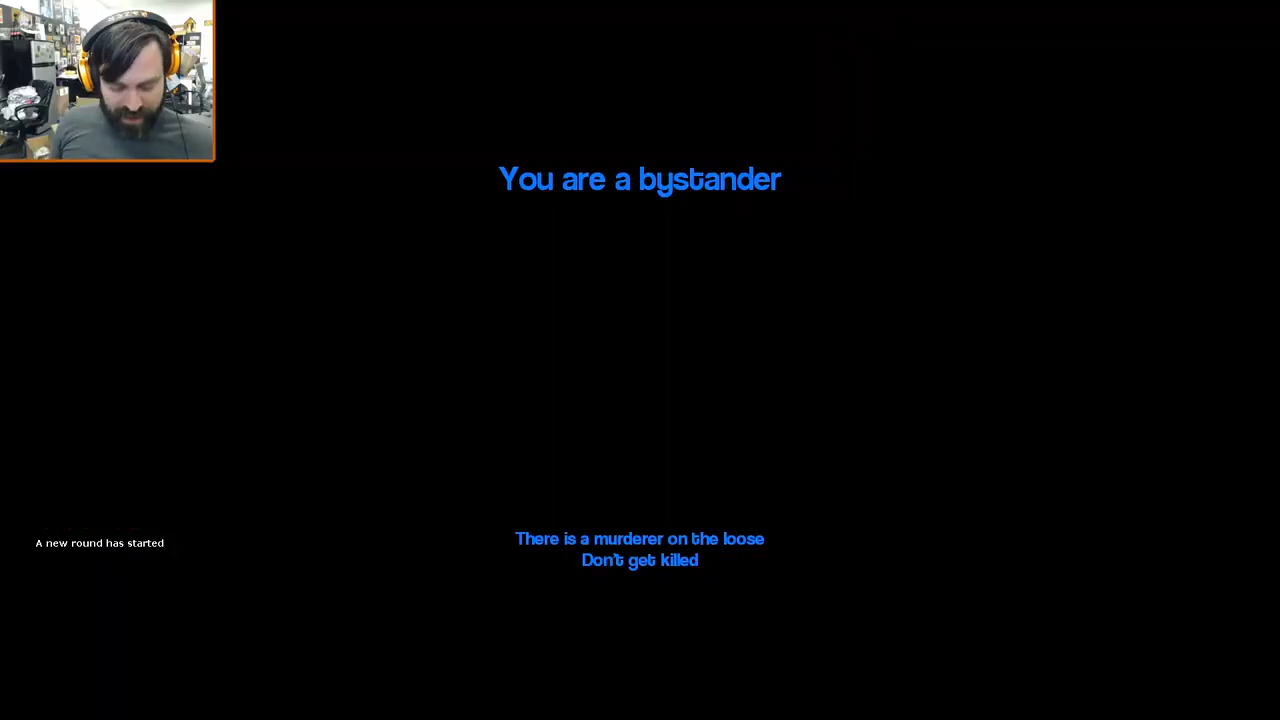 You are a bystander
A new round has started
There is a murderer on the loose
Don't get killed